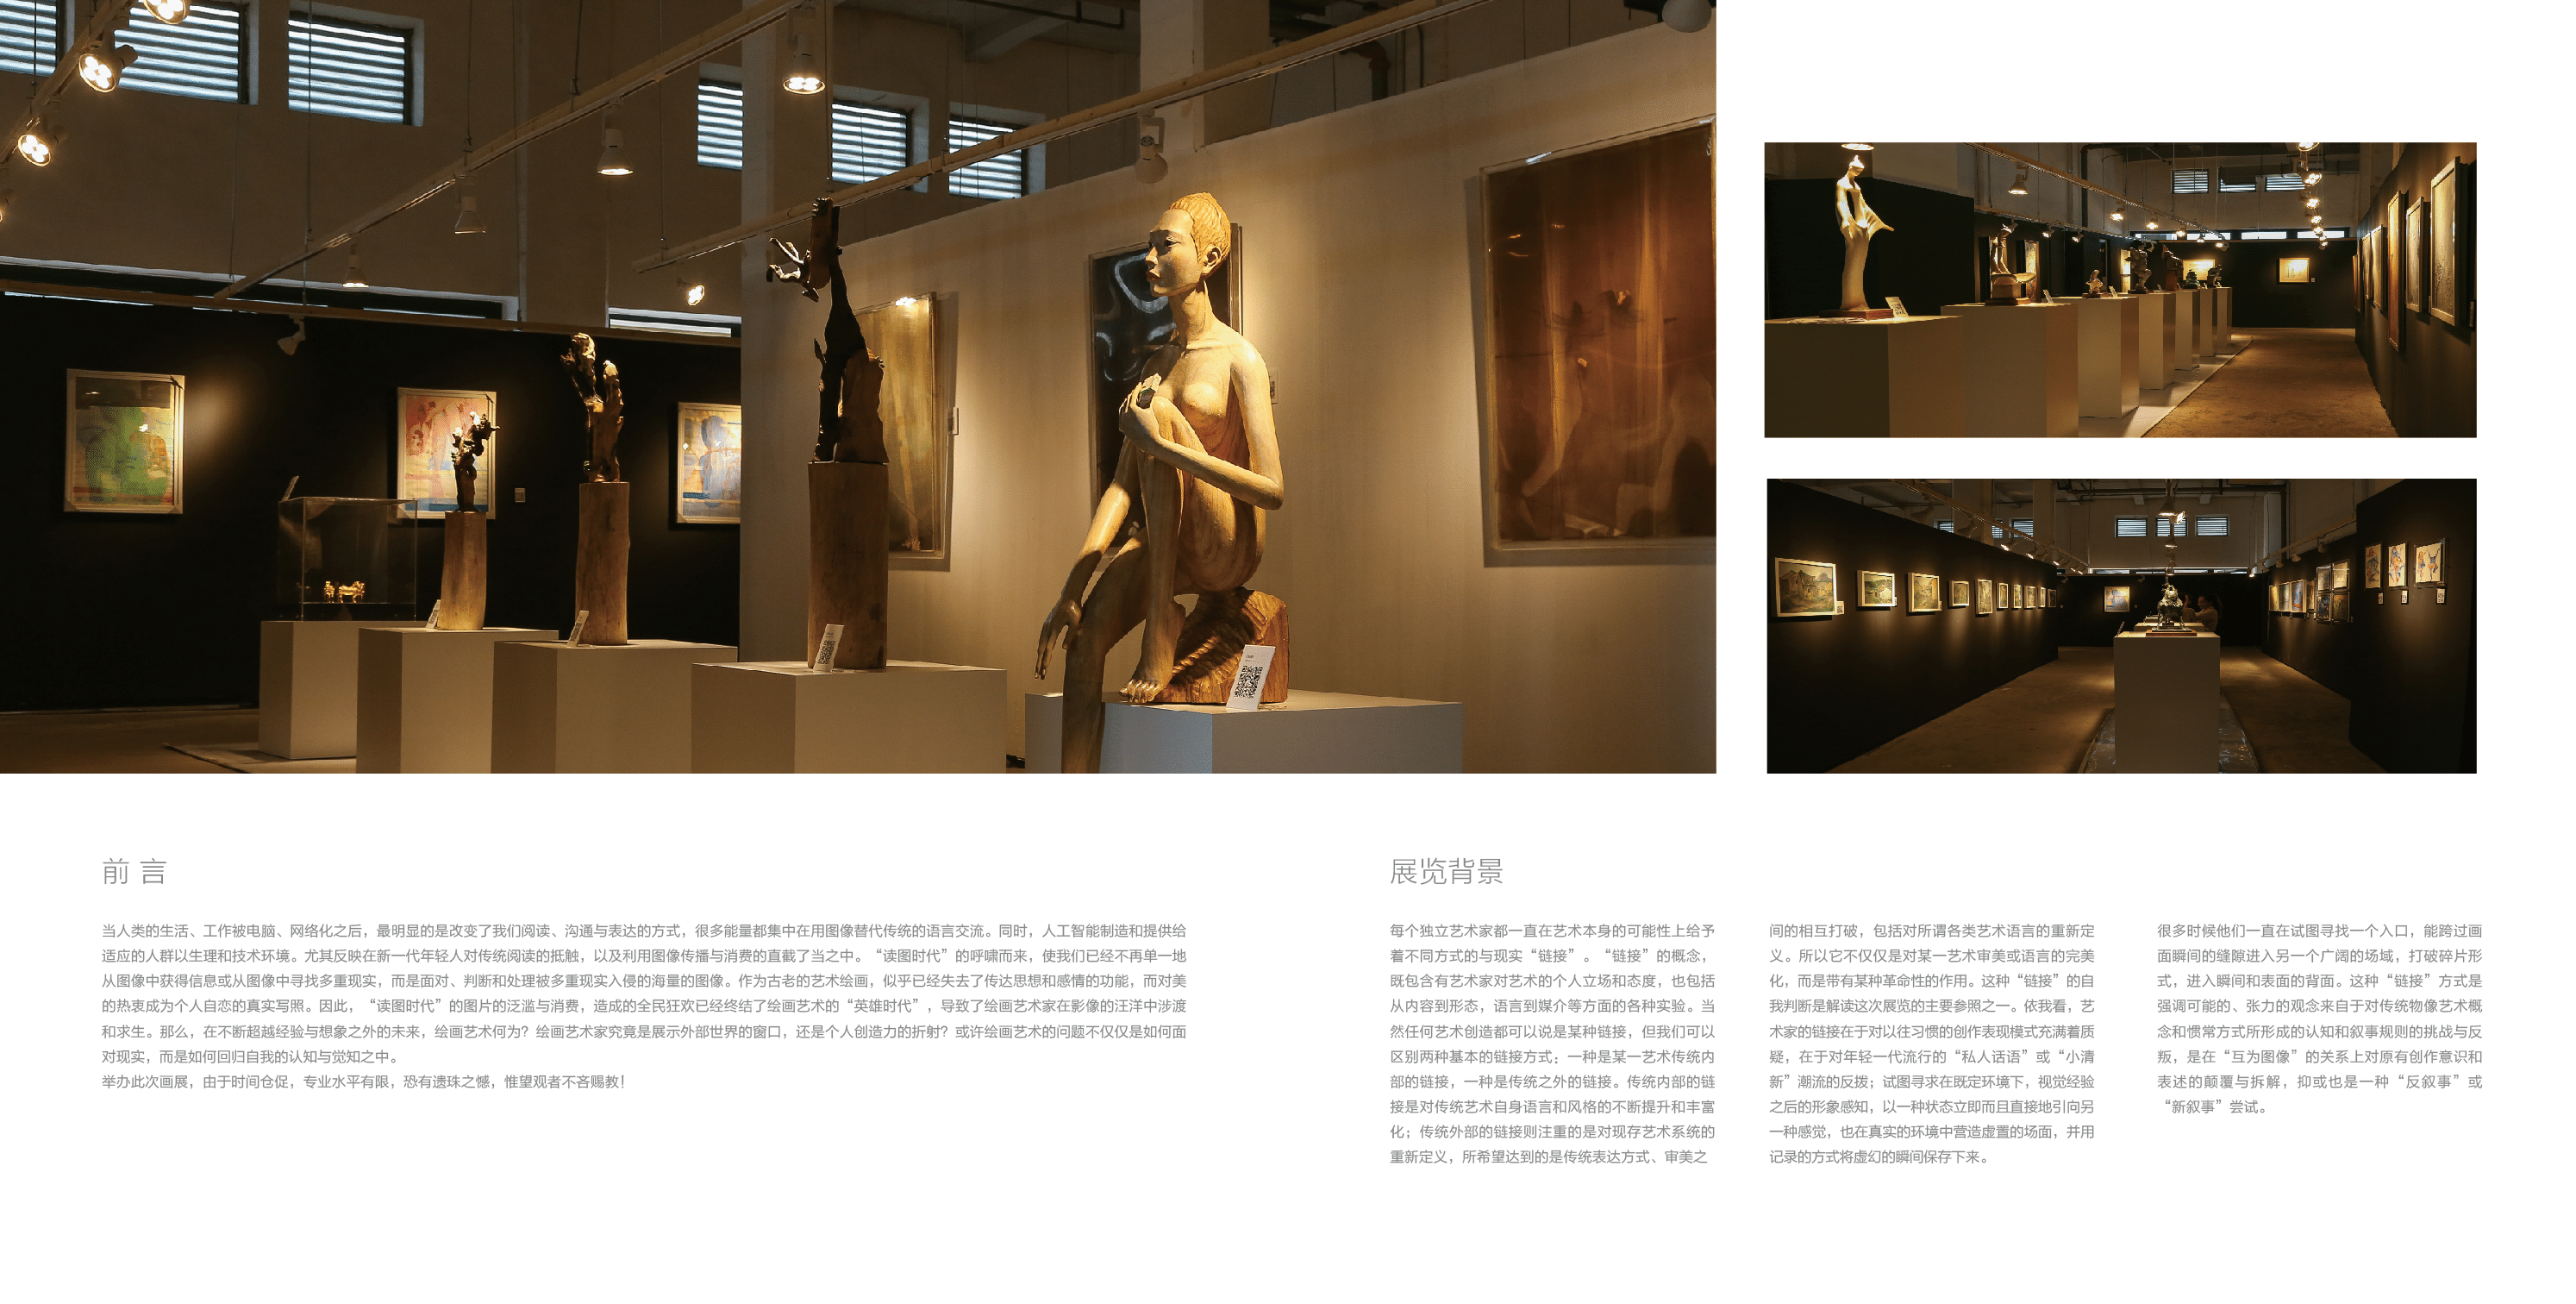 前 言
当人类的生活、工作被电脑、网络化之后，最明显的是改变了我们阅读、沟通与表达的方式，很多能量都集中在用图像替代传统的语言交流。同时，人工智能制造和提供给
适应的人群以生理和技术环境。尤其反映在新一代年轻人对传统阅读的抵触，以及利用图像传播与消费的直截了当之中。“读图时代”的呼啸而来，使我们已经不再单一地
从图像中获得信息或从图像中寻找多重现实，而是面对、判断和处理被多重现实入侵的海量的图像。作为古老的艺术绘画，似乎已经失去了传达思想和感情的功能，而对美
的热衷成为个人自恋的真实写照。因此，“读图时代”的图片的泛滥与消费，造成的全民狂欢已经终结了绘画艺术的“英雄时代”，导致了绘画艺术家在影像的汪洋中涉渡
和求生。那么，在不断超越经验与想象之外的未来，绘画艺术何为？绘画艺术家究竟是展示外部世界的窗口，还是个人创造力的折射？或许绘画艺术的问题不仅仅是如何面
对现实，而是如何回归自我的认知与觉知之中。
举办此次画展，由于时间仓促，专业水平有限，恐有遗珠之憾，惟望观者不吝赐教！
展览背景
每个独立艺术家都一直在艺术本身的可能性上给予
着不同方式的与现实“链接”。“链接”的概念，
既包含有艺术家对艺术的个人立场和态度，也包括
从内容到形态，语言到媒介等方面的各种实验。当
然任何艺术创造都可以说是某种链接，但我们可以
区别两种基本的链接方式：一种是某一艺术传统内
部的链接，一种是传统之外的链接。传统内部的链
接是对传统艺术自身语言和风格的不断提升和丰富
化；传统外部的链接则注重的是对现存艺术系统的
重新定义，所希望达到的是传统表达方式、审美之
间的相互打破，包括对所谓各类艺术语言的重新定
义。所以它不仅仅是对某一艺术审美或语言的完美
化，而是带有某种革命性的作用。这种“链接”的自
我判断是解读这次展览的主要参照之一。依我看，艺
术家的链接在于对以往习惯的创作表现模式充满着质
疑，在于对年轻一代流行的“私人话语”或“小清
新”潮流的反拨；试图寻求在既定环境下，视觉经验
之后的形象感知，以一种状态立即而且直接地引向另
一种感觉，也在真实的环境中营造虚置的场面，并用
记录的方式将虚幻的瞬间保存下来。
很多时候他们一直在试图寻找一个入口，能跨过画
面瞬间的缝隙进入另一个广阔的场域，打破碎片形
式，进入瞬间和表面的背面。这种“链接”方式是
强调可能的、张力的观念来自于对传统物像艺术概
念和惯常方式所形成的认知和叙事规则的挑战与反
叛，是在“互为图像”的关系上对原有创作意识和
表述的颠覆与拆解，抑或也是一种“反叙事”或
“新叙事”尝试。